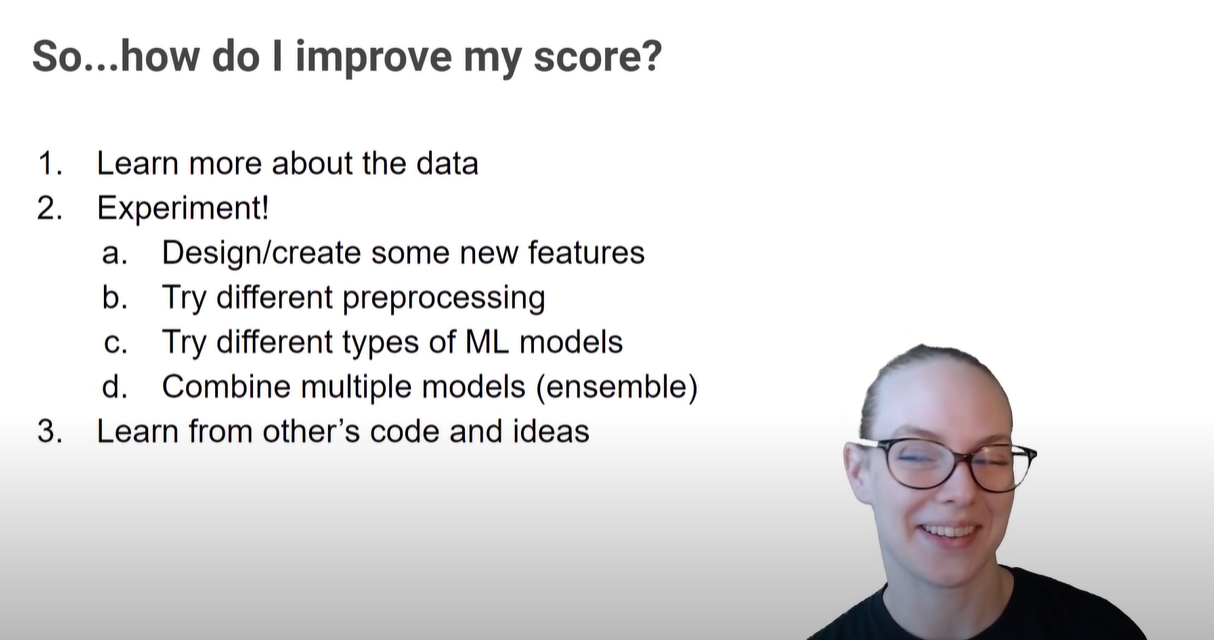 So...how do I improve my score?
1. Learn more about the data
2. Experiment!
a. Design/create some new features
b. Try different preprocessing
c. Try different types of ML models
d. Combine multiple models (ensemble)
3. Learn from other’s code and ideas